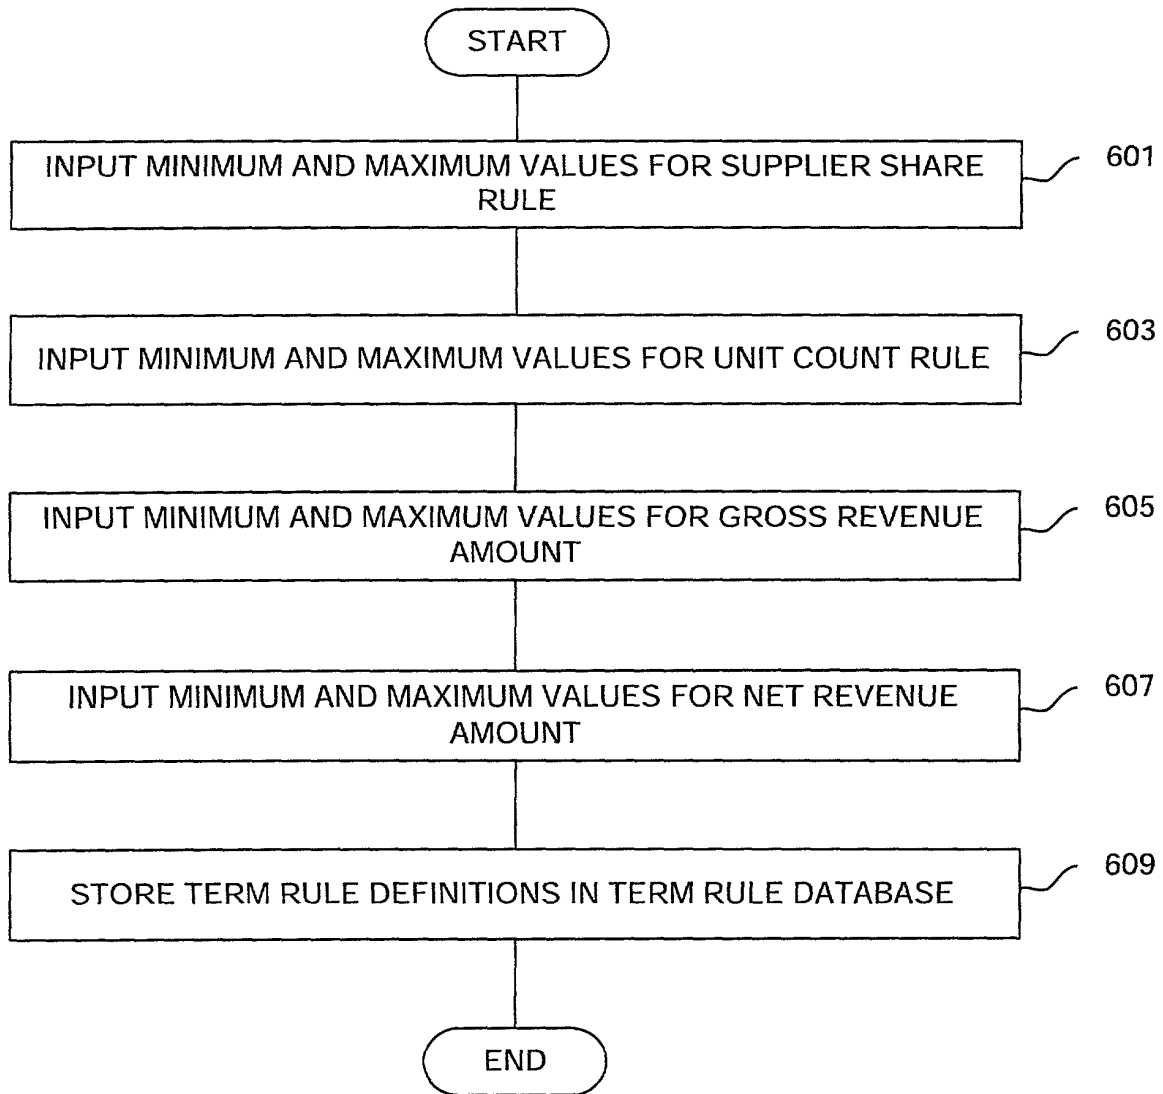 START
INPUT MINIMUM AND MAXIMUM VALUES FOR SUPPLIER SHARE
RULE
601
INPUT MINIMUM AND MAXIMUM VALUES FOR UNIT COUNT RULE
603
INPUT MINIMUM AND MAXIMUM VALUES FOR GROSS REVENUE
AMOUNT
605
INPUT MINIMUM AND MAXIMUM VALUES FOR NET REVENUE
AMOUNT
607
STORE TERM RULE DEFINITIONS IN TERM RULE DATABASE
609
END